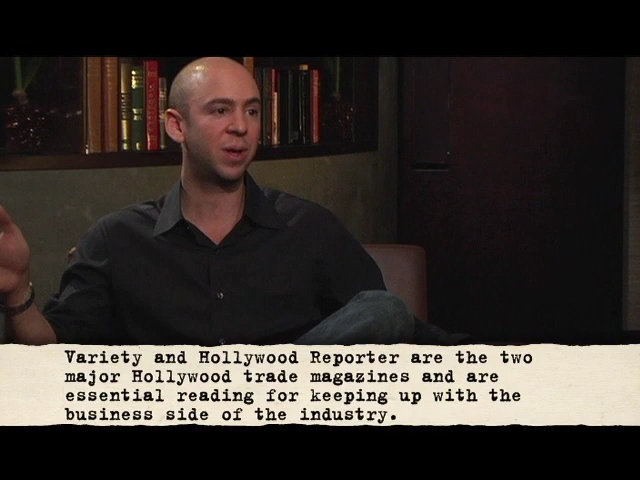 Variety and Hollywood Reporter are the two
major Hollywood trade magazines and are
essential reading for keeping up with the
business side of the industry.